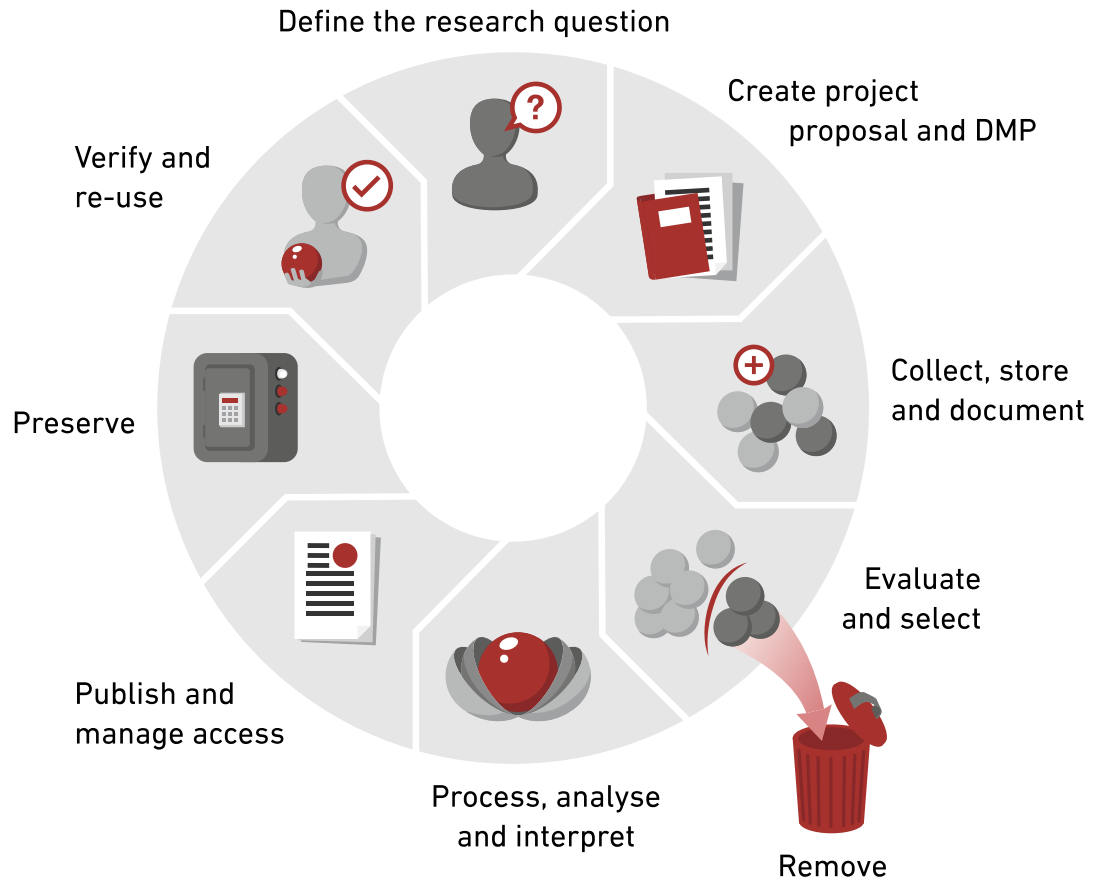 Define the research question
Create project
proposal and DMP
Collect, store
and document
Evaluate
and select
Remove
Process, analyse
and interpret
Publish and
manage access
Preserve
Verify and
re-use
?